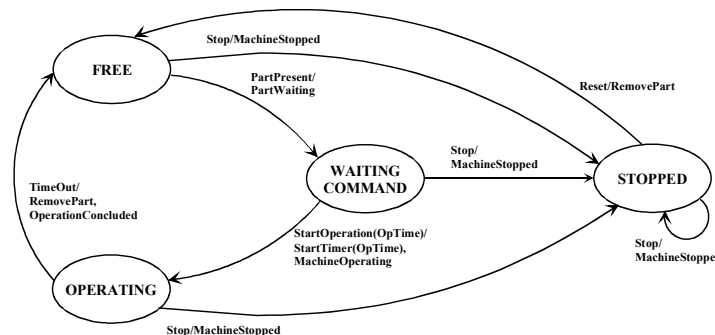 Stop/MachineStopped
FREE
PartPresent/
PartWaiting
Reset/RemovePart
Stop/
MachineStopped
WAITING
COMMAND
STOPPED
TimeOut/
RemovePart,
OperationConcluded
StartOperation(OpTime)/
StartTimer(OpTime),
MachineOperating
Stop/
MachineStoppe
OPERATING
Stop/MachineStopped